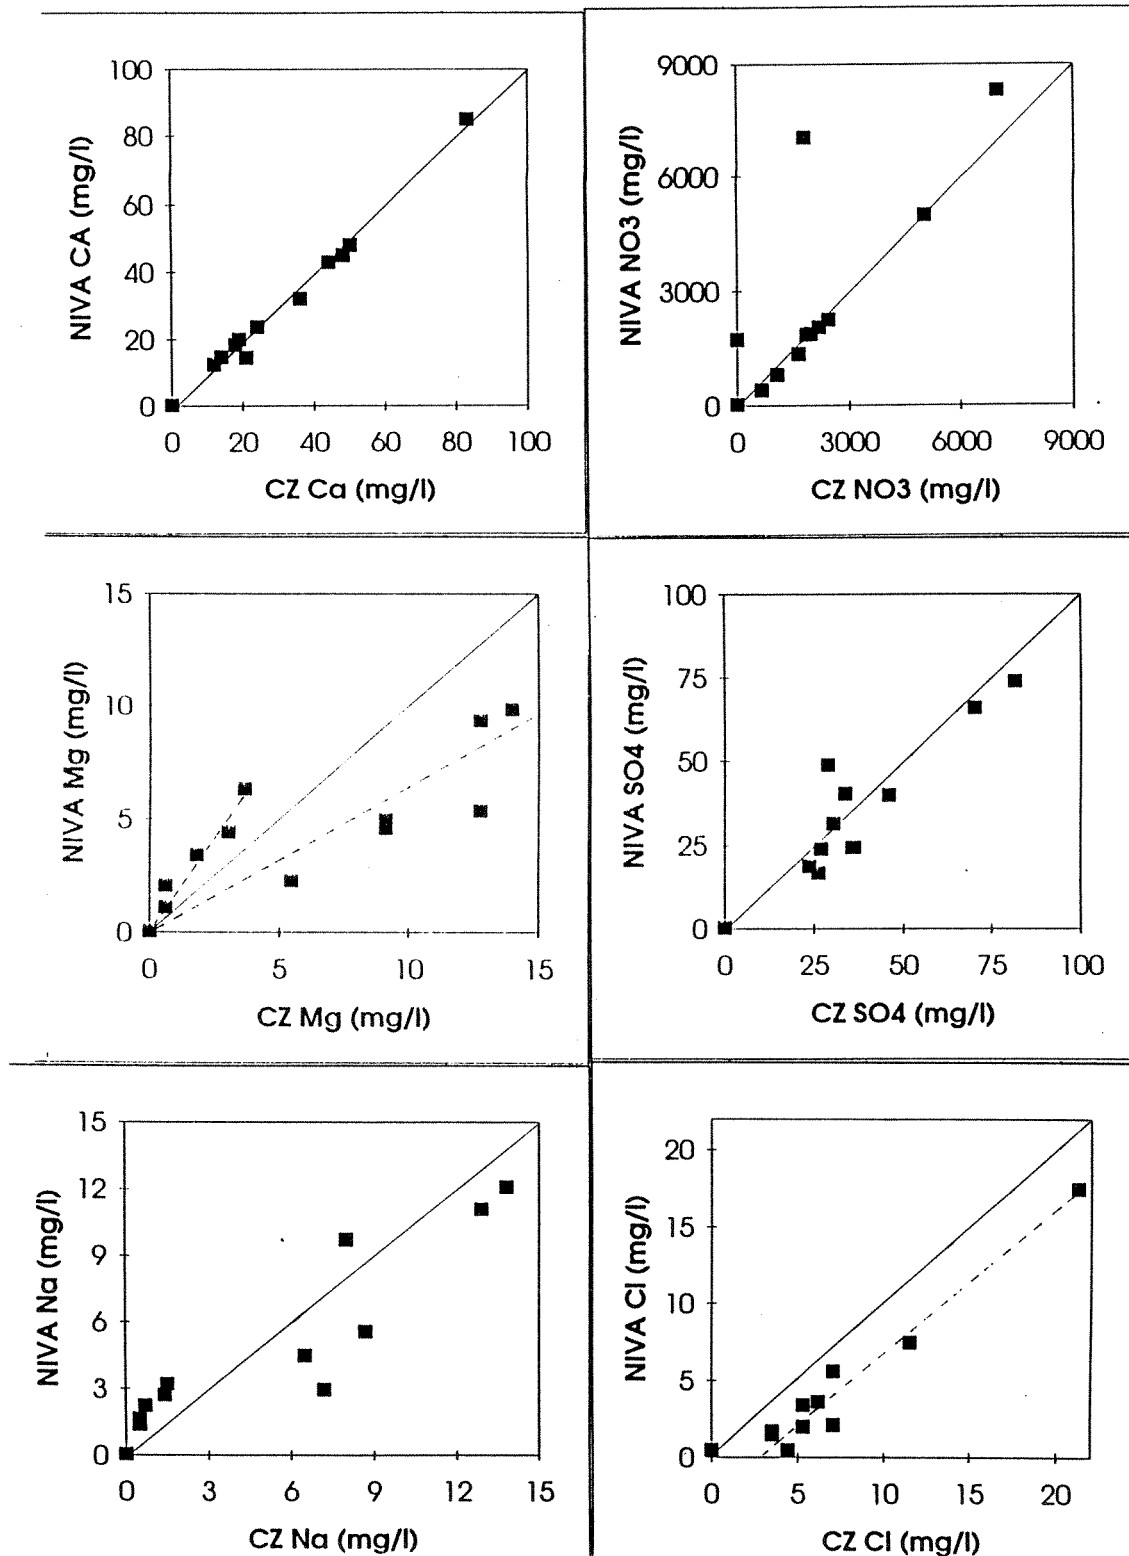 100
80
60
40
20
0
NIVA CA (mg/l)
0 20 40 60 80 100
CZ Ca (mg/l)
9000
6000
3000
0
NIVA NO3 (mg/l)
0 3000 6000 9000
CZ NO3 (mg/l)
15
10
5
0
NIVA Mg (mg/l)
0 5 10 15
CZ Mg (mg/l)
100
75
50
25
0
NIVA SO4 (mg/l)
0 25 50 75 100
CZ SO4 (mg/l)
15
12
9
6
3
0
NIVA Na (mg/l)
0 3 6 9 12 15
CZ Na (mg/l)
20
15
10
5
0
NIVA Cl (mg/l)
0 5 10 15 20
CZ Cl (mg/l)